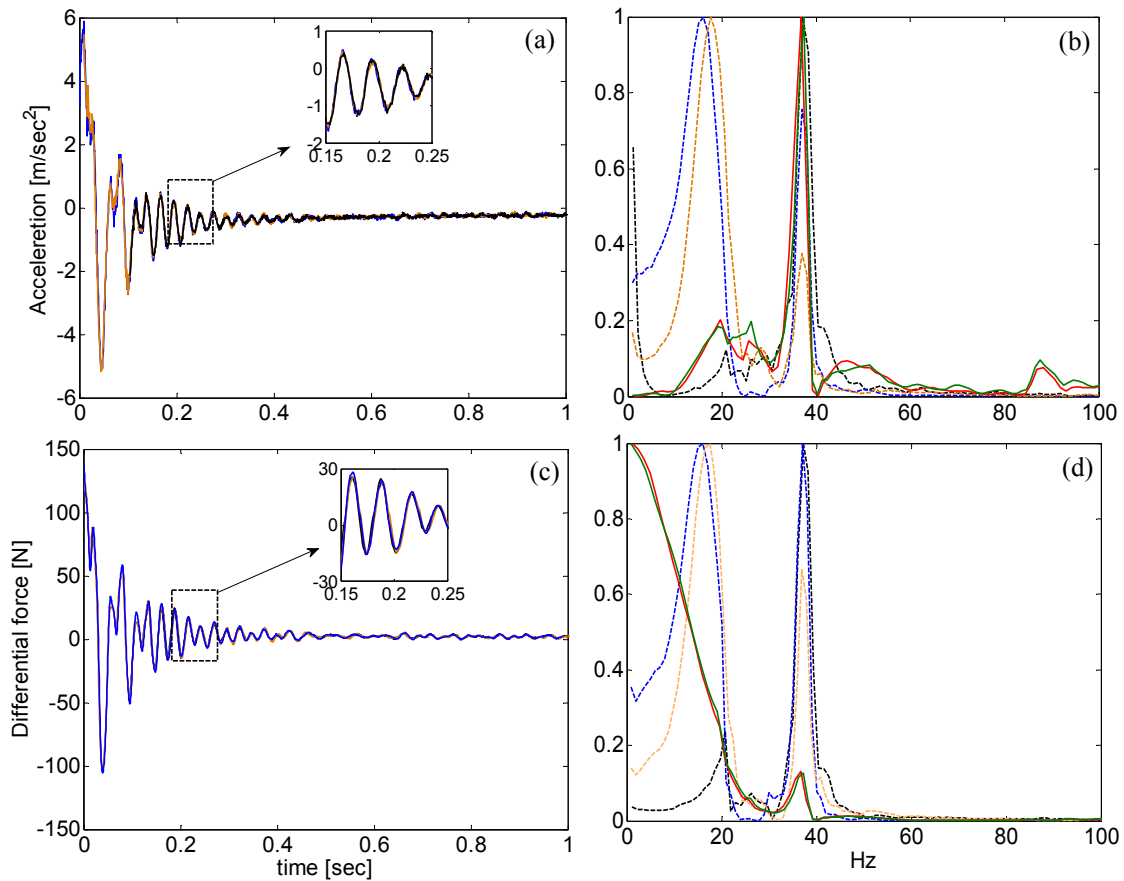 (a)
Acceleretion [m/sec²]
6
4
2
0
-2
-4
-6
0 0.2 0.4 0.6 0.8 1
1
0
-1
-2
0.15 0.2 0.25
(b)
1
0.8
0.6
0.4
0.2
0
0 20 40 60 80 100
(c)
Differential force [N]
150
100
50
0
-50
-100
-150
0 0.2 0.4 0.6 0.8 1
time [sec]
30
0
-30
0.15 0.2 0.25
(d)
1
0.8
0.6
0.4
0.2
0
0 20 40 60 80 100
Hz